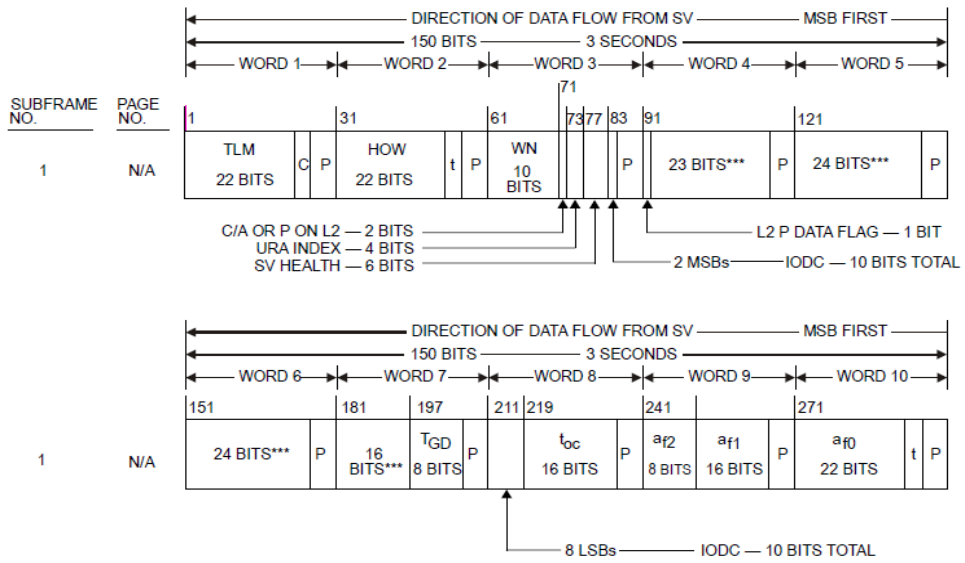 DIRECTION OF DATA FLOW FROM SV MSB FIRST
150 BITS 3 SECONDS
WORD 1 WORD 2 WORD 3 WORD 4 WORD 5
SUBFRAME NO.
PAGE NO.
1 31 61 71 73 77 83 91 121
1 N/A
TLM 22 BITS C P
HOW 22 BITS t P
WN 10 BITS P
23 BITS*** P
24 BITS*** P
C/A OR P ON L2 — 2 BITS
URA INDEX — 4 BITS
SV HEALTH — 6 BITS
L2 P DATA FLAG — 1 BIT
2 MSBs IODC — 10 BITS TOTAL
DIRECTION OF DATA FLOW FROM SV MSB FIRST
150 BITS 3 SECONDS
WORD 6 WORD 7 WORD 8 WORD 9 WORD 10
151 181 197 211 219 241 271
1 N/A
24 BITS*** P
16 BITS***
TGD 8 BITS P
toc 16 BITS P
af2 8 BITS
af1 16 BITS P
af0 22 BITS t P
8 LSBs IODC — 10 BITS TOTAL